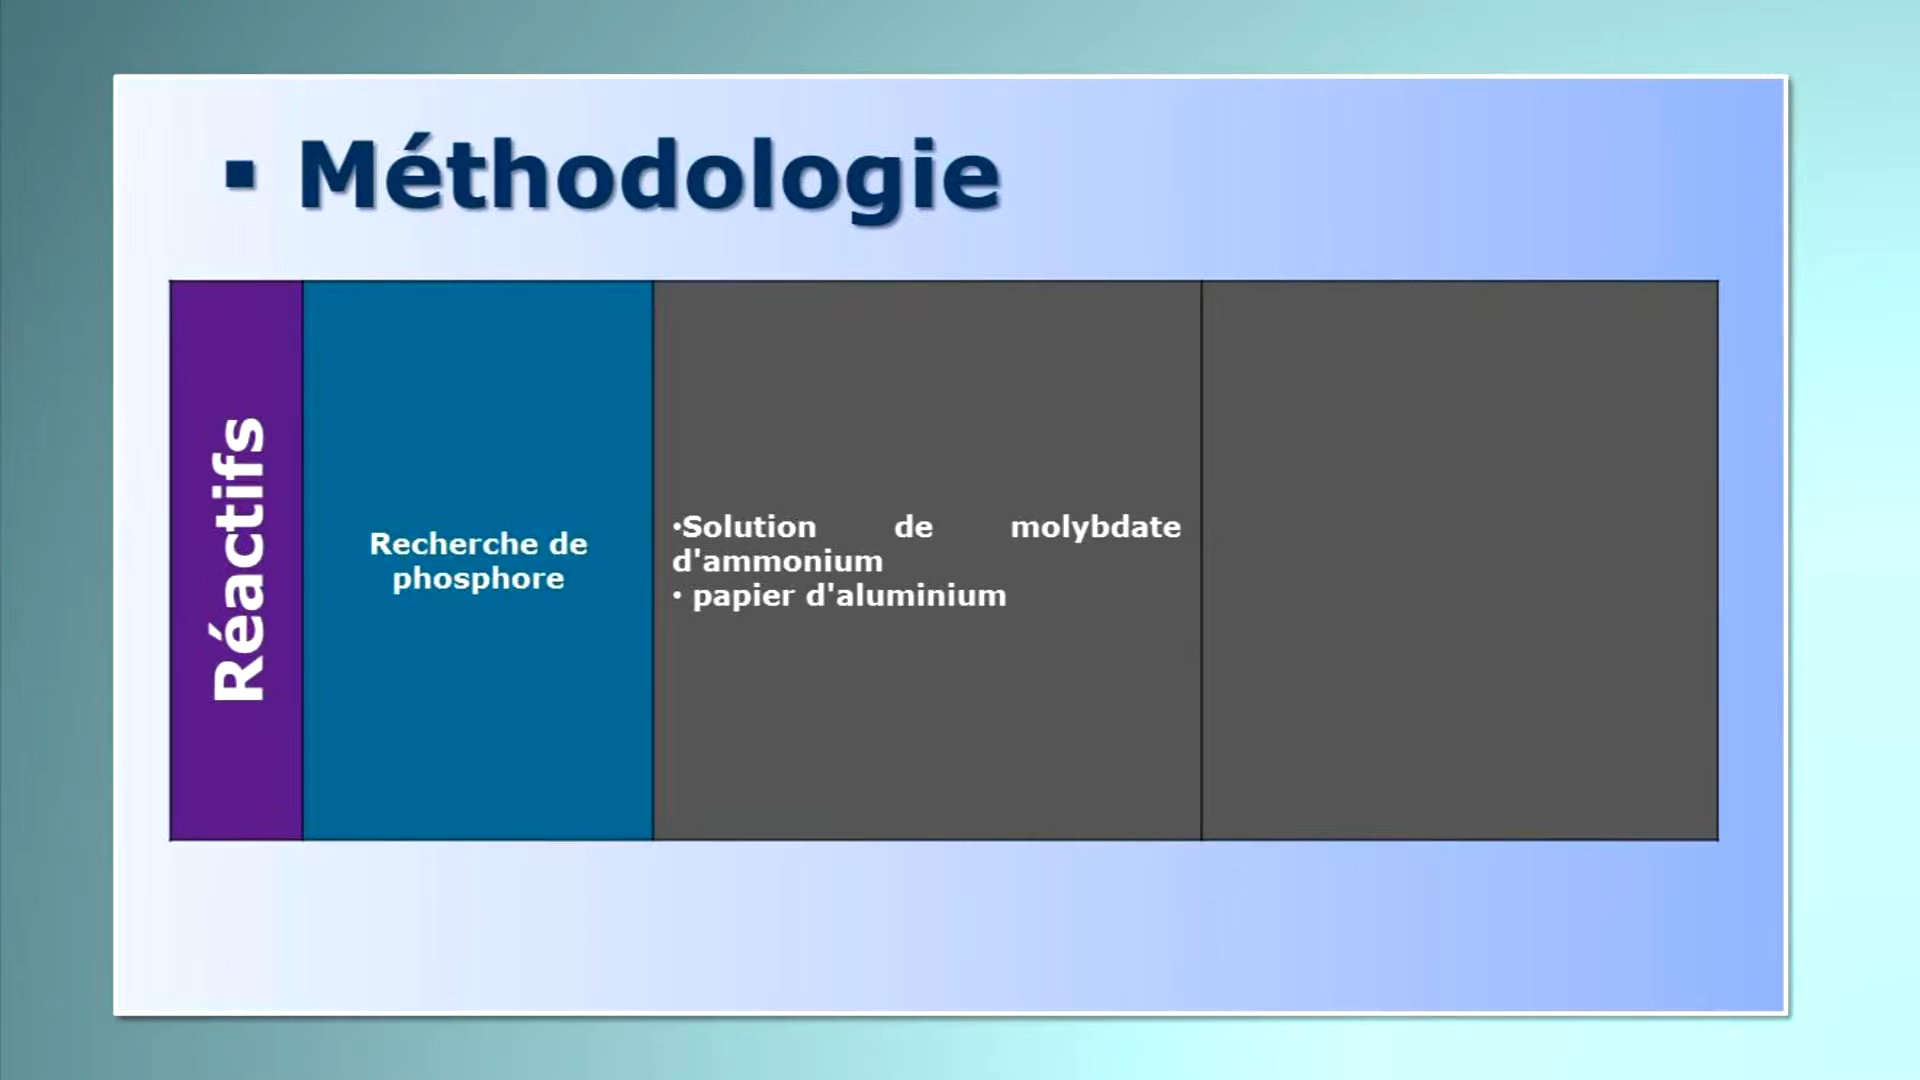 ▪ Méthodologie
Réactifs
Recherche de
phosphore
•Solution de molybdate
d'ammonium
• papier d'aluminium